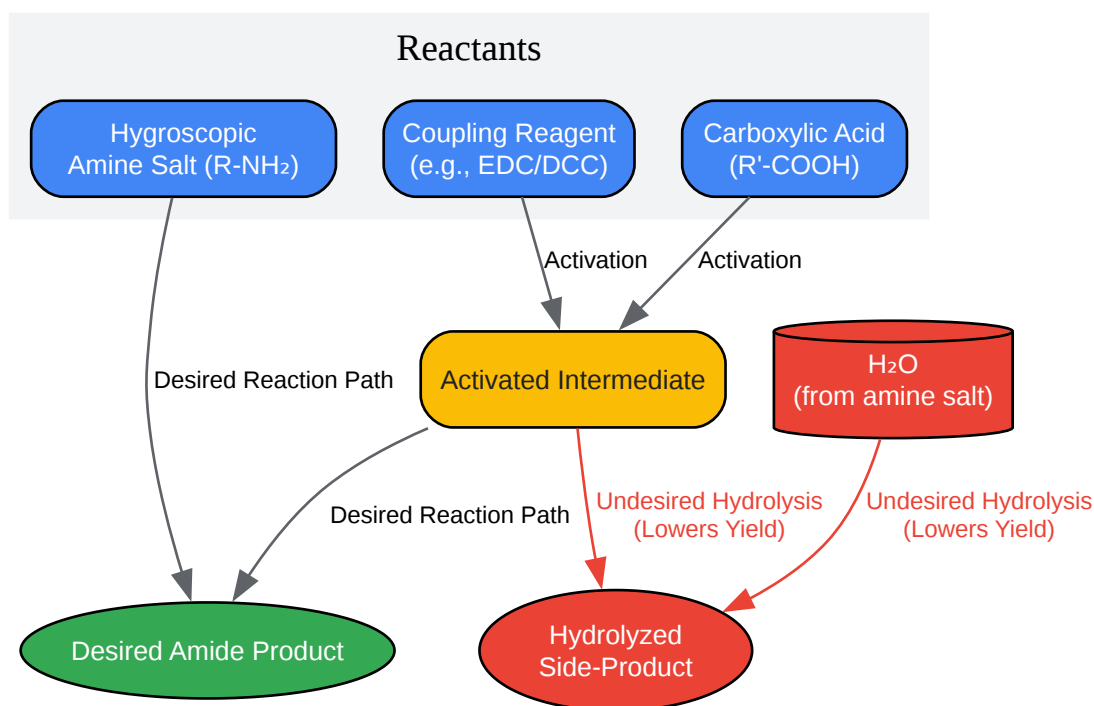 Reactants
Hygroscopic
Amine Salt (R-NH₂)
Coupling Reagent
(e.g., EDC/DCC)
Carboxylic Acid
(R'-COOH)
Activation
Activation
Desired Reaction Path
Activated Intermediate
H₂O
(from amine salt)
Desired Reaction Path
Undesired Hydrolysis
(Lowers Yield)
Undesired Hydrolysis
(Lowers Yield)
Desired Amide Product
Hydrolyzed
Side-Product